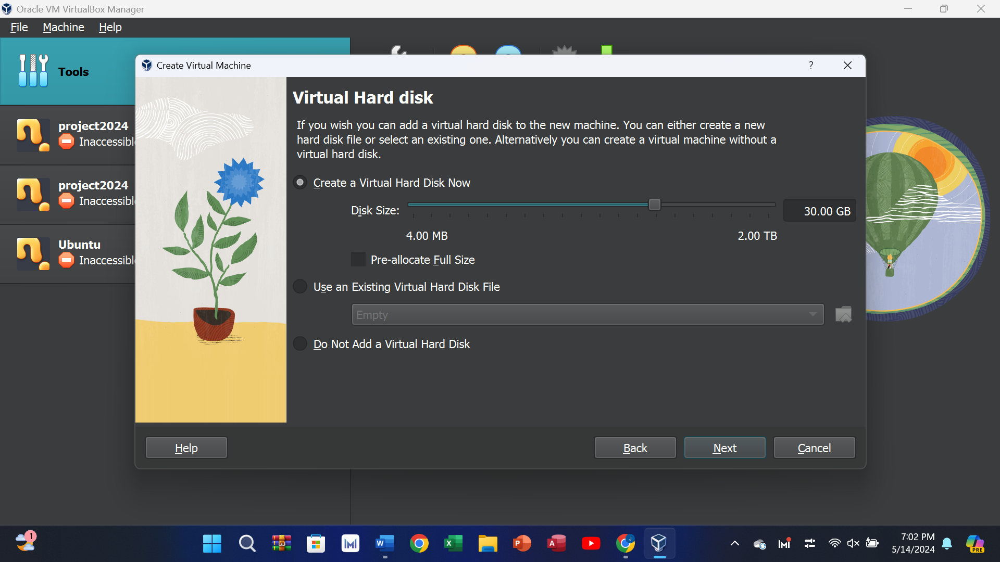 Oracle VM VirtualBox Manager
File Machine Help
Tools
project2024
Inaccessible
project2024
Inaccessible
Ubuntu
Inaccessible
Create Virtual Machine
?
Virtual Hard disk
If you wish you can add a virtual hard disk to the new machine. You can either create a new
hard disk file or select an existing one. Alternatively you can create a virtual machine without a
virtual hard disk.
Create a Virtual Hard Disk Now
Disk Size:
30.00 GB
4.00 MB 2.00 TB
Pre-allocate Full Size
Use an Existing Virtual Hard Disk File
Empty
Do Not Add a Virtual Hard Disk
Help Back Next Cancel
1
W
X
P
A
J
PRE
7:02 PM
5/14/2024